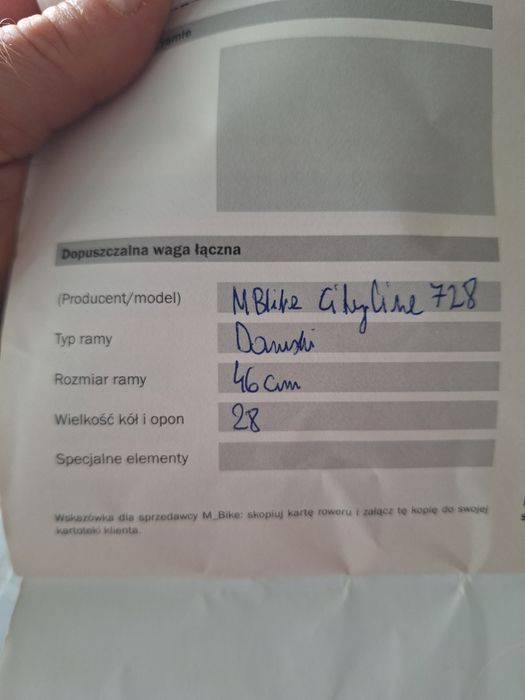 Dopuszczalna waga łączna
(Producent/model) MBike CityLine 728
Typ ramy Damski
Rozmiar ramy 46 cm
Wielkość kół i opon 28
Specjalne elementy
Wskazówka dla sprzedawcy M_Bike: skopiuj kartę roweru i załącz tę kopię do swojej
kartoteki klienta.